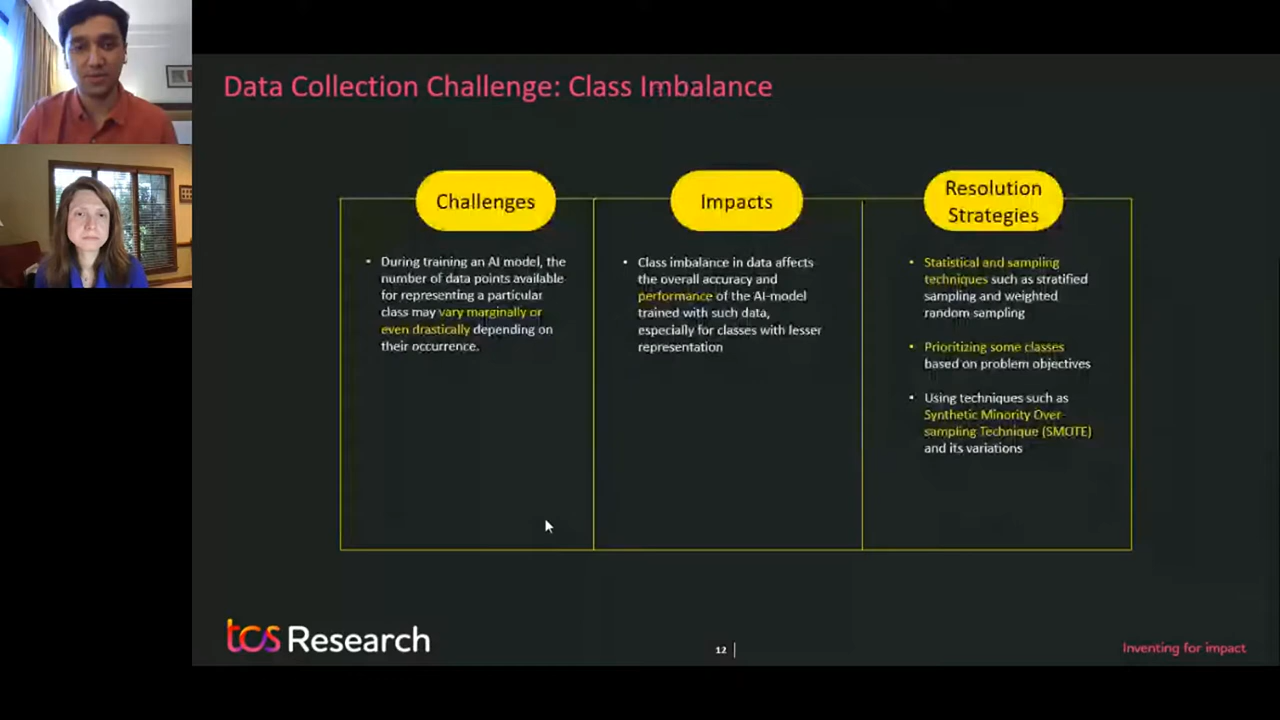 Data Collection Challenge: Class Imbalance
Challenges
• During training an AI model, the
number of data points available
for representing a particular
class may vary marginally or
even drastically depending on
their occurrence.
Impacts
• Class imbalance in data affects
the overall accuracy and
performance of the AI-model
trained with such data,
especially for classes with lesser
representation
Resolution
Strategies
• Statistical and sampling
techniques such as stratified
sampling and weighted
random sampling
• Prioritizing some classes
based on problem objectives
• Using techniques such as
Synthetic Minority Over-
sampling Technique (SMOTE)
and its variations
tcs Research
12
Inventing for impact